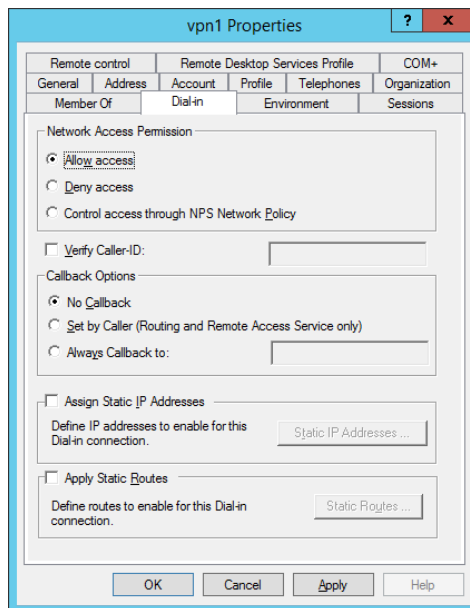 vpn1 Properties
? x
Remote control Remote Desktop Services Profile COM+
General Address Account Profile Telephones Organization
Member Of Dial-in Environment Sessions
Network Access Permission
Allow access
Deny access
Control access through NPS Network Policy
Verify Caller-ID:
Callback Options
No Callback
Set by Caller (Routing and Remote Access Service only)
Always Callback to:
Assign Static IP Addresses
Define IP addresses to enable for this
Dial-in connection.
Static IP Addresses ...
Apply Static Routes
Define routes to enable for this Dial-in
connection.
Static Routes ...
OK Cancel Apply Help